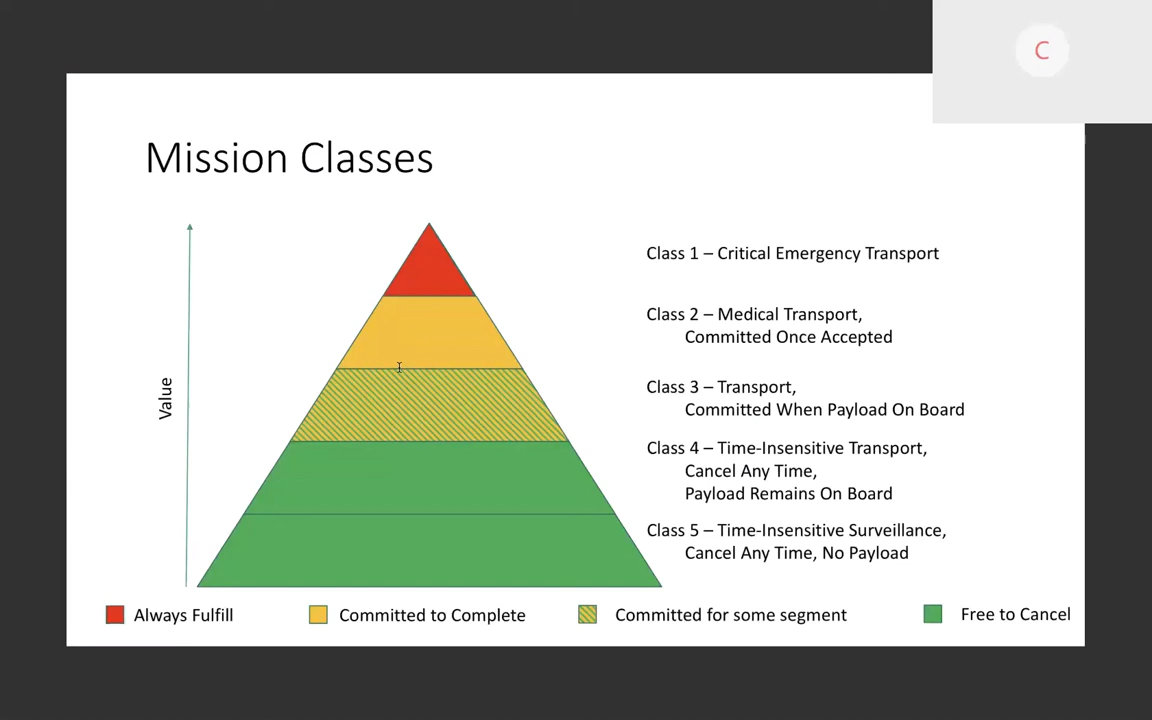 C
Mission Classes
Value
Class 1 – Critical Emergency Transport
Class 2 – Medical Transport,
Committed Once Accepted
Class 3 – Transport,
Committed When Payload On Board
Class 4 – Time-Insensitive Transport,
Cancel Any Time,
Payload Remains On Board
Class 5 – Time-Insensitive Surveillance,
Cancel Any Time, No Payload
Always Fulfill
Committed to Complete
Committed for some segment
Free to Cancel